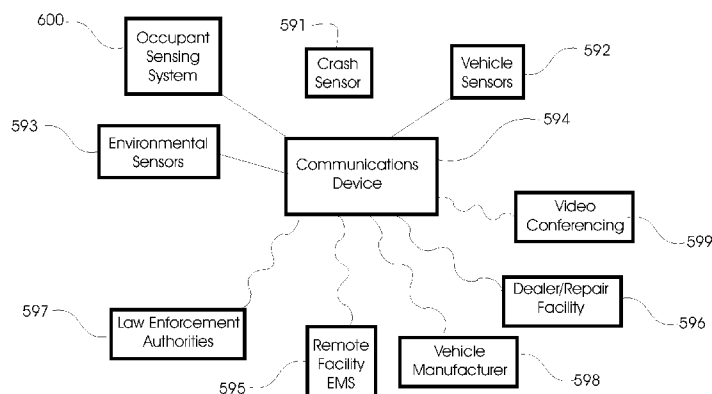 600
Occupant
Sensing
System
591
Crash
Sensor
Vehicle
Sensors
592
593
Environmental
Sensors
594
Communications
Device
Video
Conferencing
599
Dealer/Repair
Facility
596
597
Law Enforcement
Authorities
595
Remote
Facility
EMS
Vehicle
Manufacturer
598